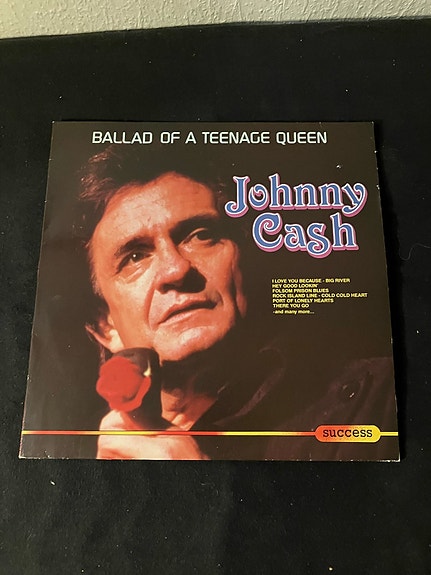 BALLAD OF A TEENAGE QUEEN
Johnny
Cash
I LOVE YOU BECAUSE - BIG RIVER
HEY GOOD LOOKIN'
FOLSOM PRISON BLUES
ROCK ISLAND LINE - COLD COLD HEART
PORT OF LONELY HEARTS
THERE YOU GO
-and many more...
success